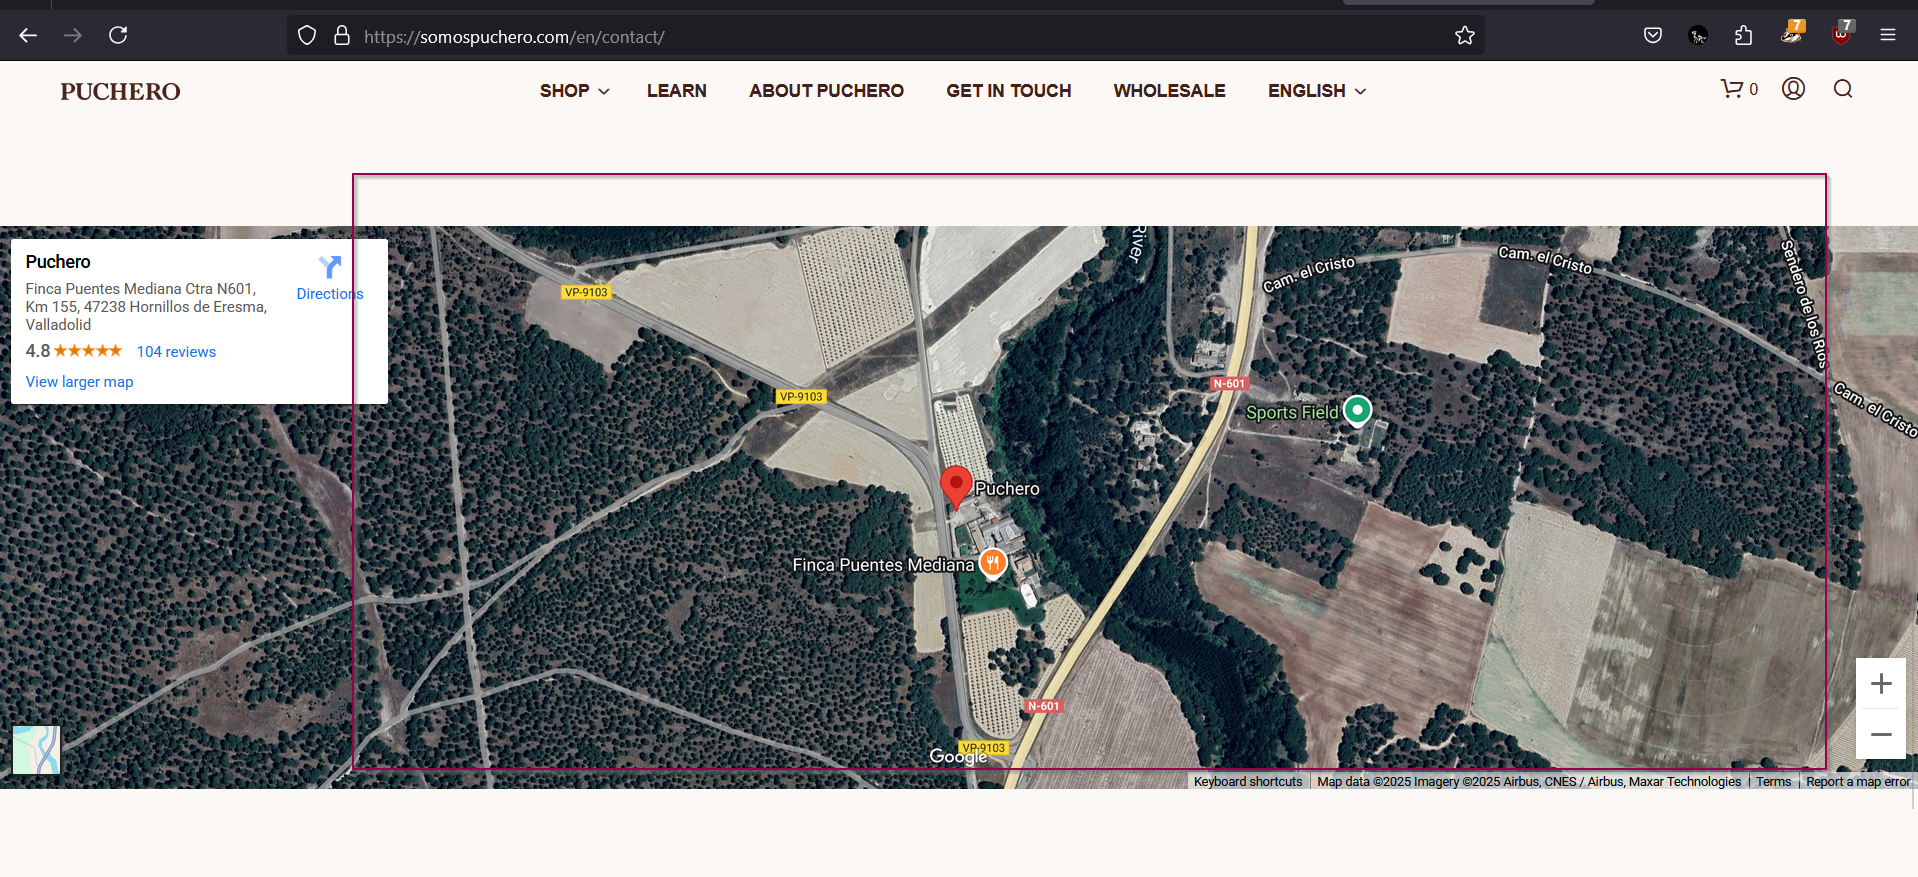 https://somospuchero.com/en/contact/
7
7
PUCHERO
SHOP
LEARN
ABOUT PUCHERO
GET IN TOUCH
WHOLESALE
ENGLISH
0
Puchero
Finca Puentes Mediana Ctra N601,
Km 155, 47238 Hornillos de Eresma,
Valladolid
4.8
104 reviews
View larger map
Directions
VP-9103
River
Cam. el Cristo
Cam. el Cristo
Sendero de los Ríos
VP-9103
N-601
Sports Field
Cam. el Cristo
Puchero
Finca Puentes Mediana
N-601
VP-9103
Google
Keyboard shortcuts
Map data ©2025 Imagery ©2025 Airbus, CNES / Airbus, Maxar Technologies
Terms
Report a map error